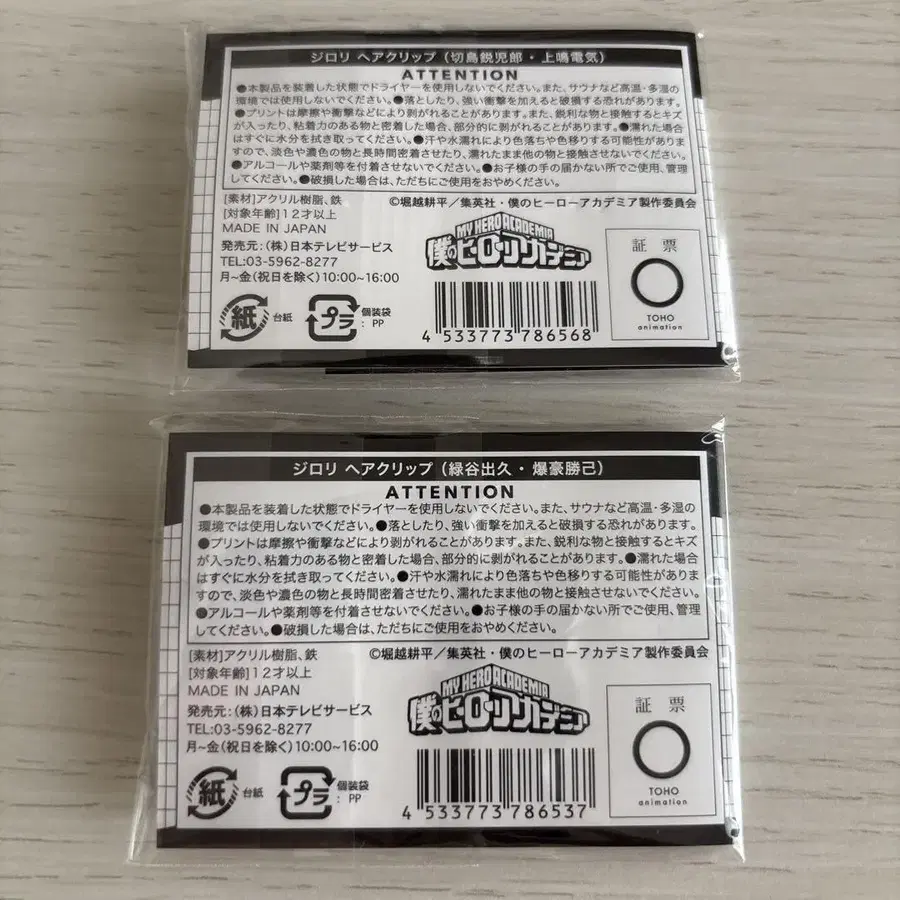 ジロリ ヘアクリップ（切島鋭児郎・上鳴電気）
ATTENTION
●本製品を装着した状態でドライヤーを使用しないでください。また、サウナなど高温・多湿の
環境では使用しないでください。●落としたり、強い衝撃を加えると破損する恐れがあります。
●プリントは摩擦や衝撃などにより剥がれることがあります。また、鋭利な物と接触するとキズ
が入ったり、粘着力のある物と密着した場合、部分的に剥がれることがあります。●濡れた場合
はすぐに水分を拭き取ってください。●汗や水濡れにより色落ちや色移りする可能性がありま
すので、淡色や濃色の物と長時間密着させたり、濡れたまま他の物と接触させないでください。
●アルコールや薬剤等を付着させないでください。●お子様の手の届かない所でご使用、管理
してください。●破損した場合は、ただちにご使用をおやめください。
[素材]アクリル樹脂、鉄
[対象年齢]12才以上
MADE IN JAPAN
発売元：（株）日本テレビサービス
TEL:03-5962-8277
月〜金（祝日を除く）10:00〜16:00
紙 台紙
プラ 個装袋
：PP
©堀越耕平／集英社・僕のヒーローアカデミア製作委員会
MY HERO ACADEMIA
僕のヒーローアカデミア
4 533773 786568
証票
TOHO
animation
ジロリ ヘアクリップ（緑谷出久・爆豪勝己）
ATTENTION
●本製品を装着した状態でドライヤーを使用しないでください。また、サウナなど高温・多湿の
環境では使用しないでください。●落としたり、強い衝撃を加えると破損する恐れがあります。
●プリントは摩擦や衝撃などにより剥がれることがあります。また、鋭利な物と接触するとキズ
が入ったり、粘着力のある物と密着した場合、部分的に剥がれることがあります。●濡れた場合
はすぐに水分を拭き取ってください。●汗や水濡れにより色落ちや色移りする可能性がありま
すので、淡色や濃色の物と長時間密着させたり、濡れたまま他の物と接触させないでください。
●アルコールや薬剤等を付着させないでください。●お子様の手の届かない所でご使用、管理
してください。●破損した場合は、ただちにご使用をおやめください。
[素材]アクリル樹脂、鉄
[対象年齢]12才以上
MADE IN JAPAN
発売元：（株）日本テレビサービス
TEL:03-5962-8277
月〜金（祝日を除く）10:00〜16:00
紙 台紙
プラ 個装袋
：PP
©堀越耕平／集英社・僕のヒーローアカデミア製作委員会
MY HERO ACADEMIA
僕のヒーローアカデミア
4 533773 786537
証票
TOHO
animation